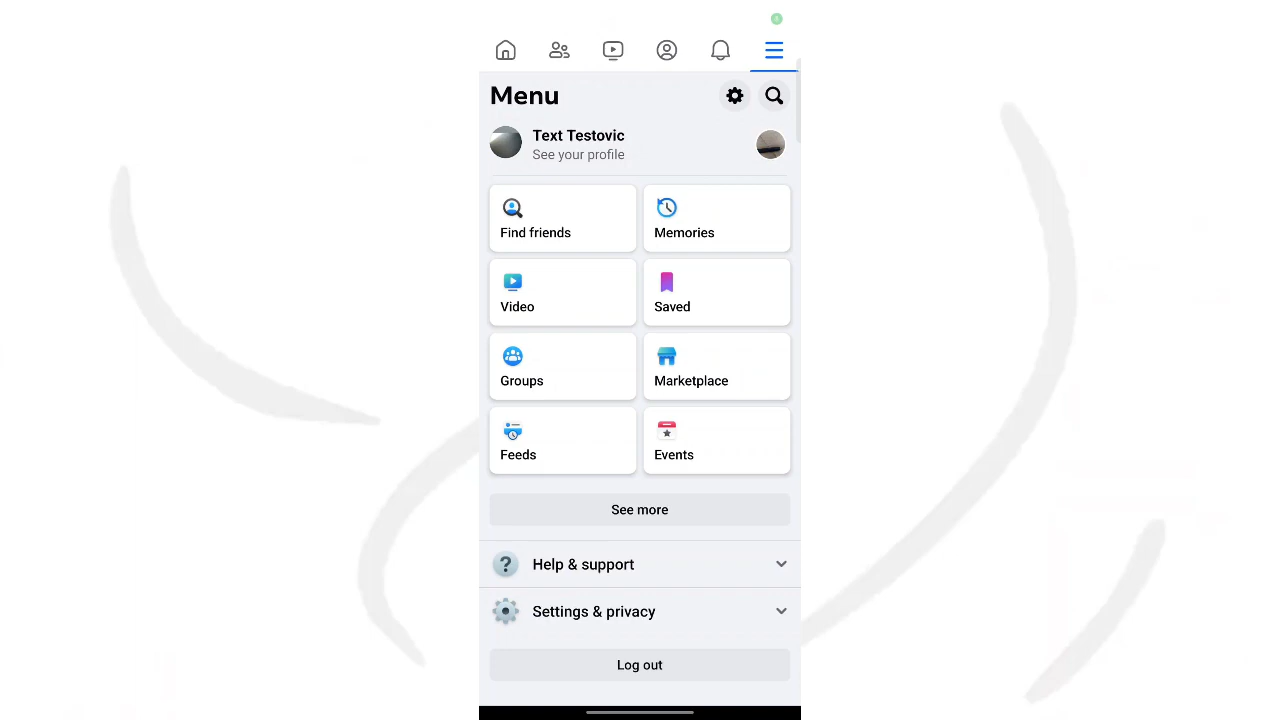 Menu
Text Testovic
See your profile
Find friends
Memories
Video
Saved
Groups
Marketplace
Feeds
Events
See more
Help & support
Settings & privacy
Log out